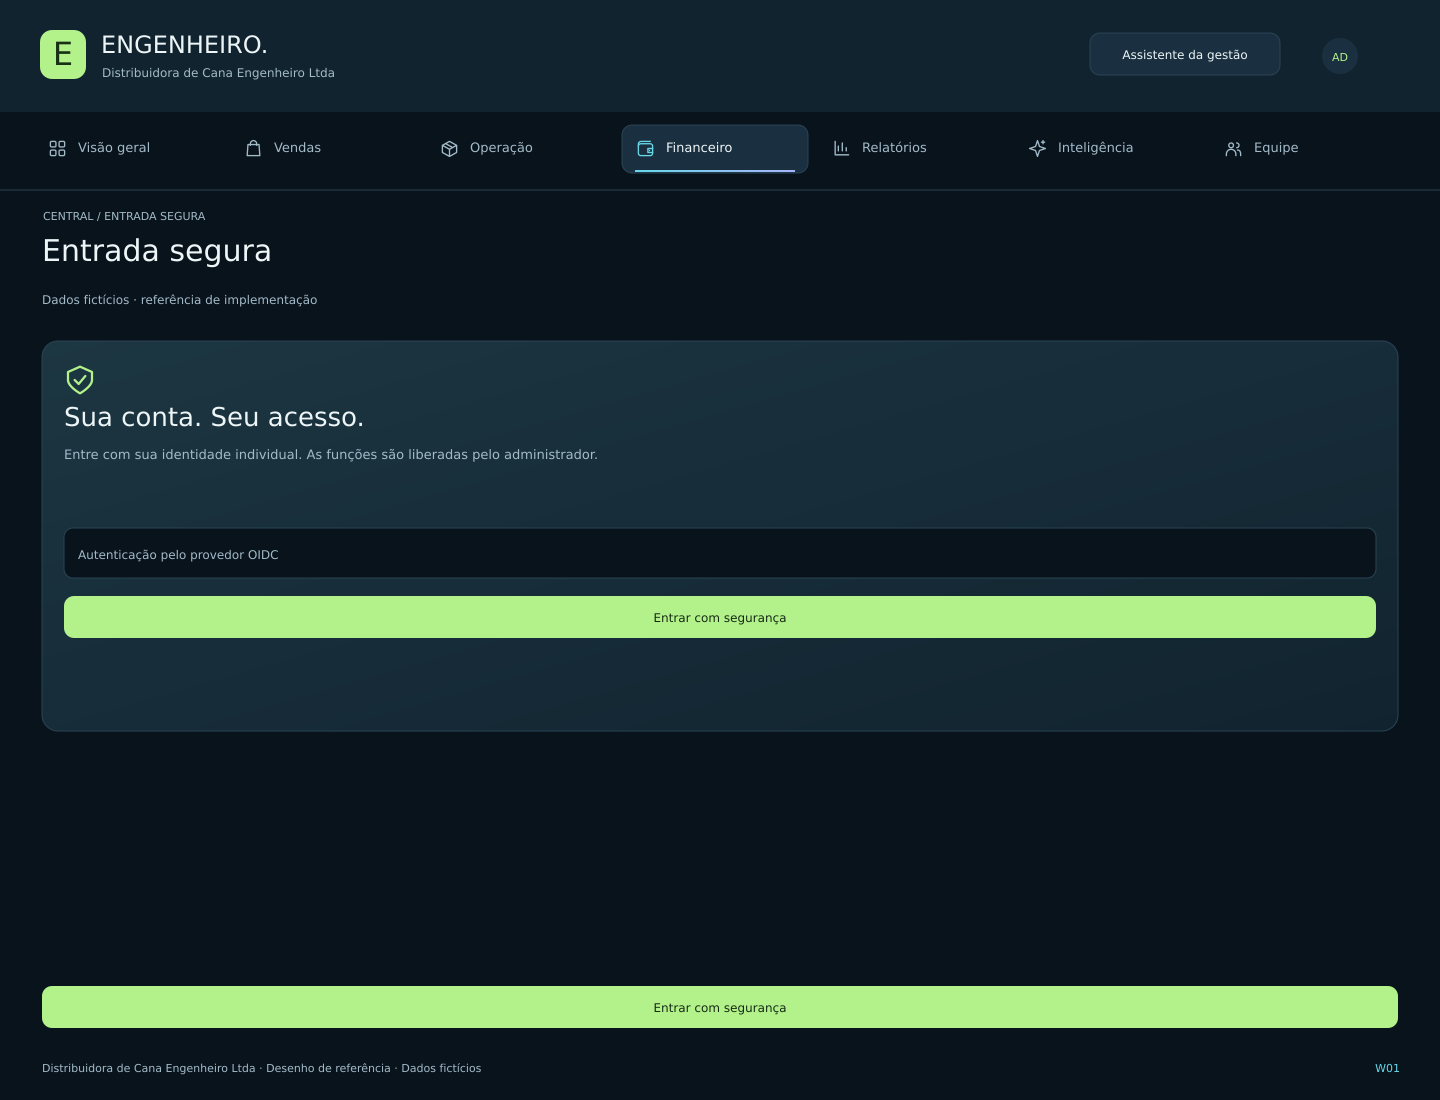 E
ENGENHEIRO.
Distribuidora de Cana Engenheiro Ltda
Assistente da gestão
AD
Visão geral
Vendas
Operação
Financeiro
Relatórios
Inteligência
Equipe
CENTRAL / ENTRADA SEGURA
Entrada segura
Dados fictícios · referência de implementação
Sua conta. Seu acesso.
Entre com sua identidade individual. As funções são liberadas pelo administrador.
Autenticação pelo provedor OIDC
Entrar com segurança
Entrar com segurança
Distribuidora de Cana Engenheiro Ltda · Desenho de referência · Dados fictícios
W01